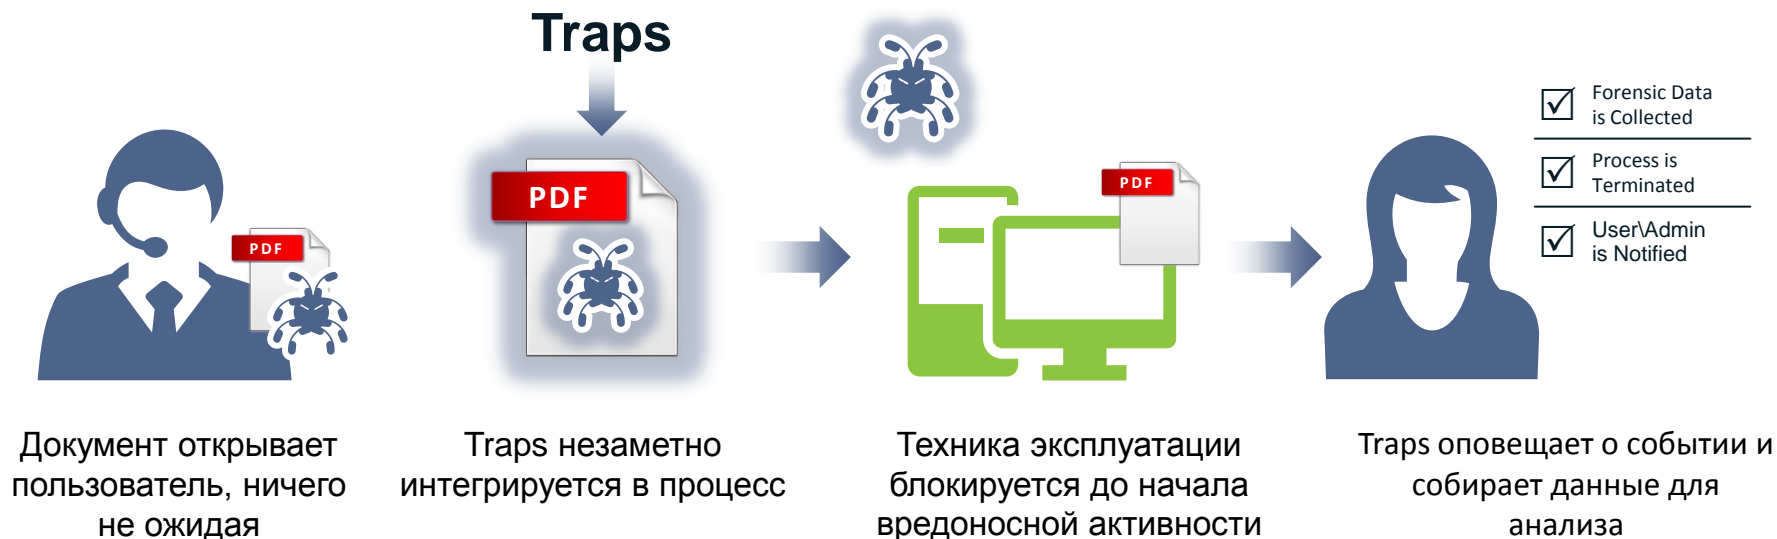 Traps
PDF
PDF
PDF
Forensic Data
is Collected
Process is
Terminated
User\Admin
is Notified
Документ открывает
пользователь, ничего
не ожидая
Traps незаметно
интегрируется в процесс
Техника эксплуатации
блокируется до начала
вредоносной активности
Traps оповещает о событии и
собирает данные для
анализа